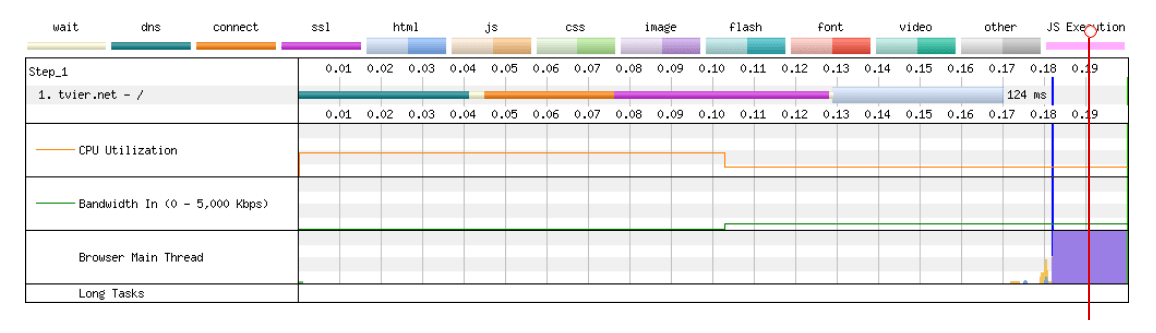 wait dns connect ssl html js css image flash font video other JS Execution
Step_1 0.01 0.02 0.03 0.04 0.05 0.06 0.07 0.08 0.09 0.10 0.11 0.12 0.13 0.14 0.15 0.16 0.17 0.18 0.19
1. tvier.net - / 124 ms
0.01 0.02 0.03 0.04 0.05 0.06 0.07 0.08 0.09 0.10 0.11 0.12 0.13 0.14 0.15 0.16 0.17 0.18 0.19
CPU Utilization
Bandwidth In (0 - 5,000 Kbps)
Browser Main Thread
Long Tasks